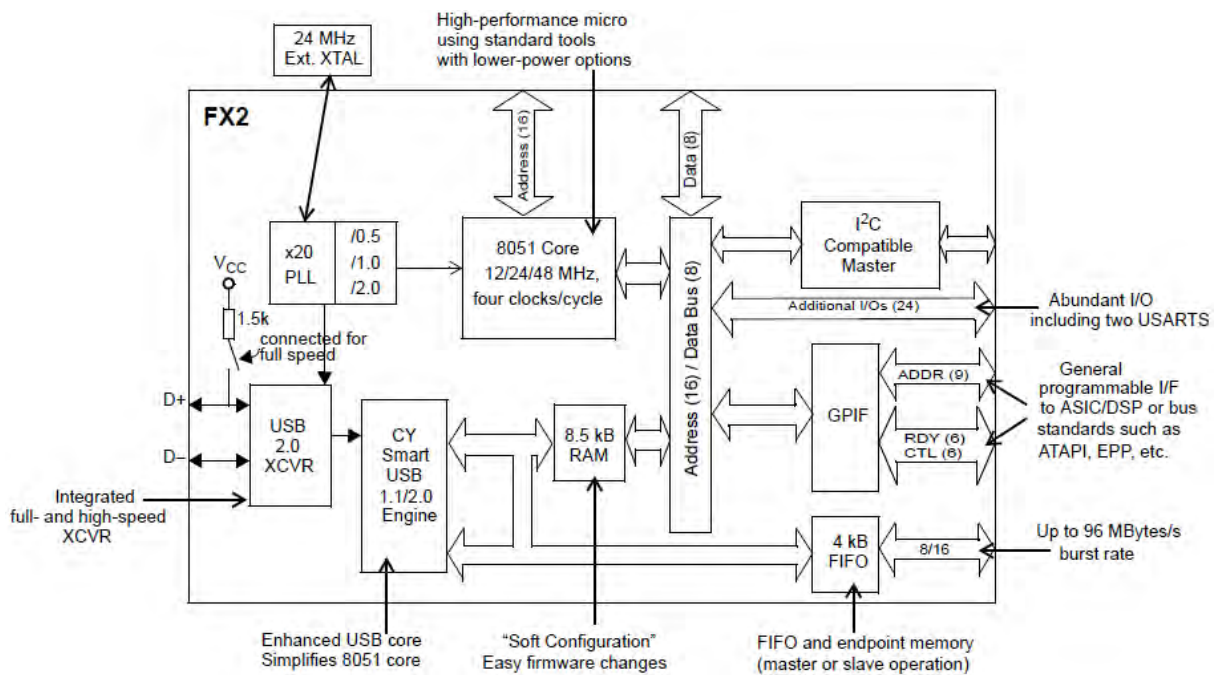 High-performance micro
using standard tools
with lower-power options
24 MHz
Ext. XTAL
FX2
Address (16)
Data (8)
x20
PLL
/0.5
/1.0
/2.0
8051 Core
12/24/48 MHz,
four clocks/cycle
I²C
Compatible
Master
VCC
1.5k
connected for
full speed
Address (16) / Data Bus (8)
Additional I/Os (24)
Abundant I/O
including two USARTS
D+
D–
USB
2.0
XCVR
CY
Smart
USB
1.1/2.0
Engine
8.5 kB
RAM
GPIF
ADDR (9)
RDY (6)
CTL (6)
General
programmable I/F
to ASIC/DSP or bus
standards such as
ATAPI, EPP, etc.
Integrated
full- and high-speed
XCVR
4 kB
FIFO
8/16
Up to 96 MBytes/s
burst rate
Enhanced USB core
Simplifies 8051 core
“Soft Configuration”
Easy firmware changes
FIFO and endpoint memory
(master or slave operation)